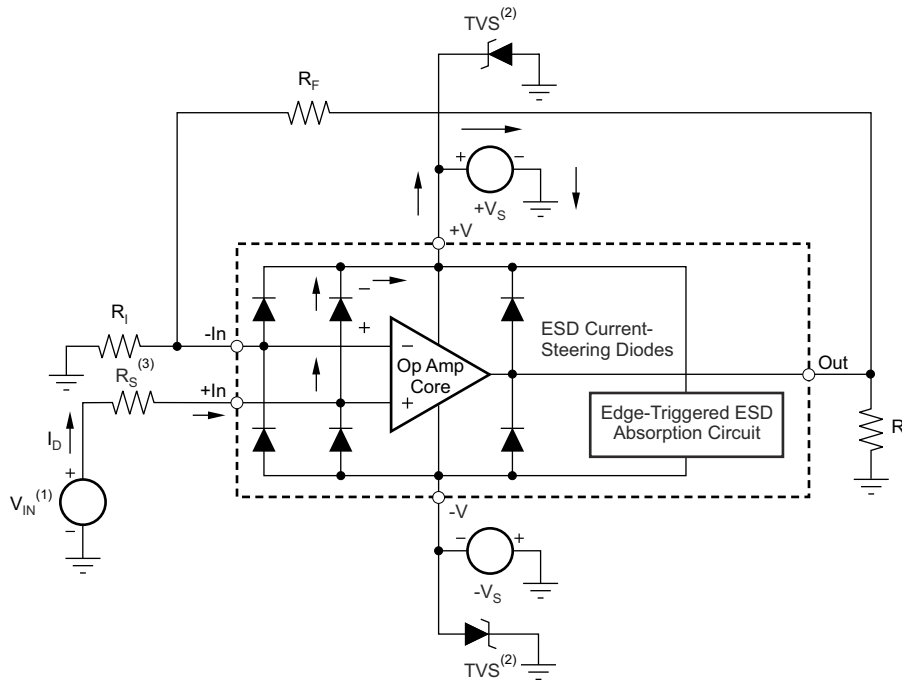 TVS(2)
RF
+ −
+VS
+V
−
+
RI
-In
ESD Current-
Steering Diodes
−
Op Amp
Core
+
Out
RS(3)
+In
Edge-Triggered ESD
Absorption Circuit
R
ID
+
VIN(1)
−
-V
− +
-VS
TVS(2)